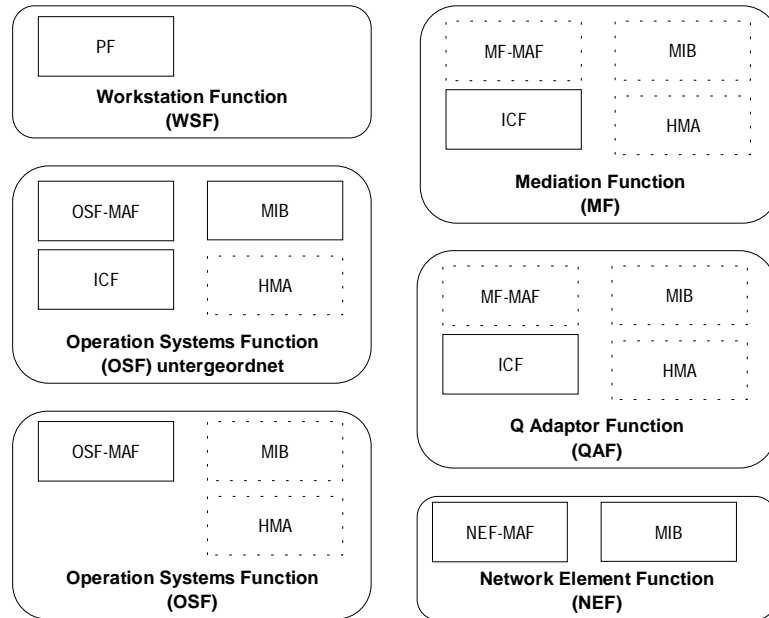 PF
Workstation Function
(WSF)
OSF-MAF MIB
ICF HMA
Operation Systems Function
(OSF) untergeordnet
OSF-MAF MIB
HMA
Operation Systems Function
(OSF)
MF-MAF MIB
ICF HMA
Mediation Function
(MF)
MF-MAF MIB
ICF HMA
Q Adaptor Function
(QAF)
NEF-MAF MIB
Network Element Function
(NEF)